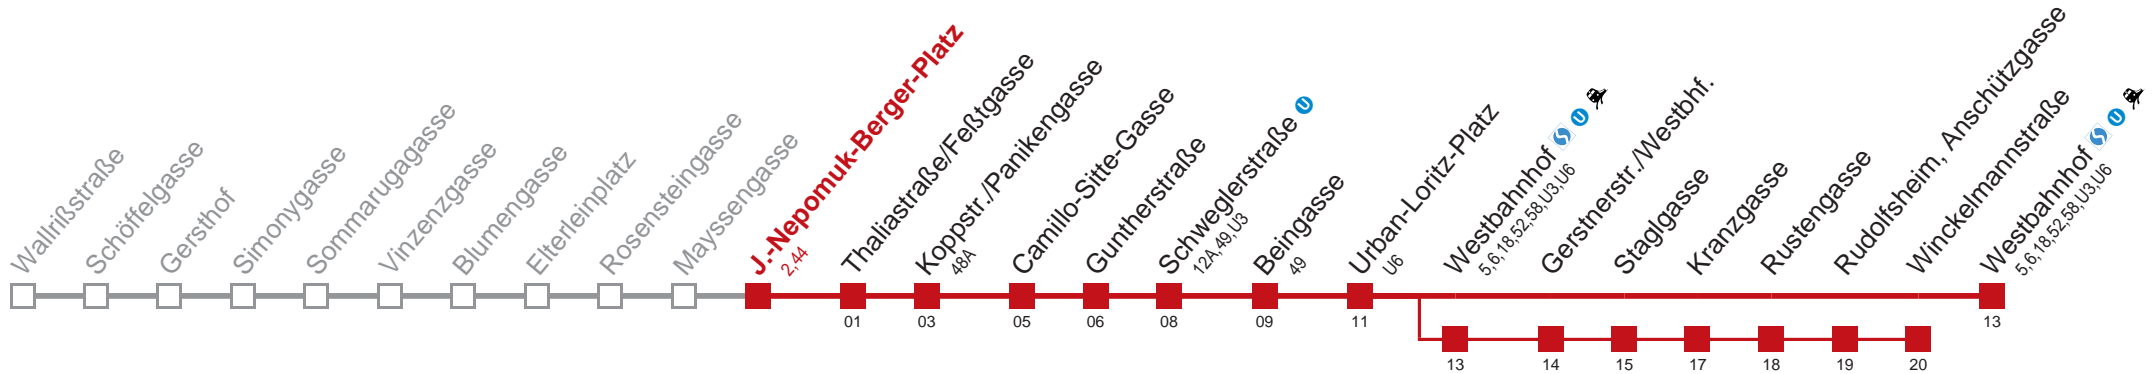 Wallrißstraße
Schöffelgasse
Gersthof
Simonygasse
Sommarugagasse
Vinzenzgasse
Blumengasse
Elterleinplatz
Rosensteingasse
Mayssengasse
J.-Nepomuk-Berger-Platz
2,44
Thaliastraße/Feßtgasse
Koppstr./Panikengasse
48A
Camillo-Sitte-Gasse
Guntherstraße
Schweglerstraße U
12A,49,U3
Beingasse
49
Urban-Loritz-Platz
U6
Westbahnhof U
5,6,18,52,58,U3,U6
Gerstnerstr./Westbhf.
Staglgasse
Kranzgasse
Rustengasse
Rudolfsheim, Anschützgasse
Winckelmannstraße
Westbahnhof U
5,6,18,52,58,U3,U6
01 03 05 06 08 09 11 13
13 14 15 17 18 19 20